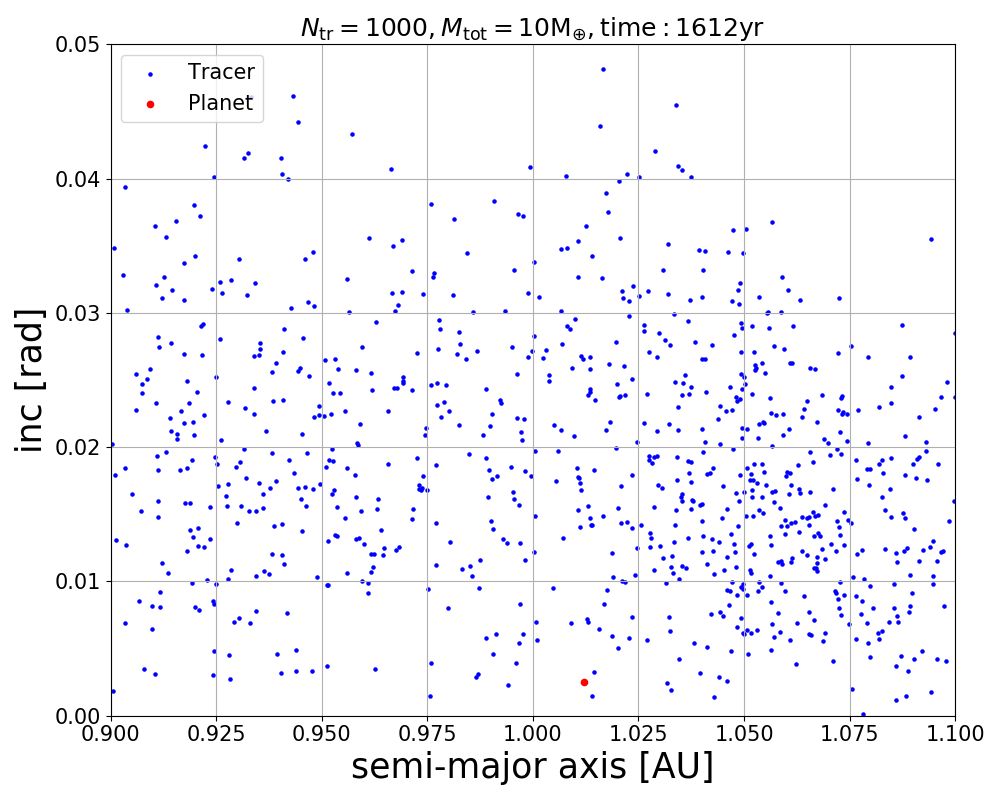 N_tr = 1000, M_tot = 10M_⊕, time : 1612yr
Tracer
Planet
0.05
0.04
0.03
0.02
0.01
0.00
inc [rad]
0.900 0.925 0.950 0.975 1.000 1.025 1.050 1.075 1.100
semi-major axis [AU]